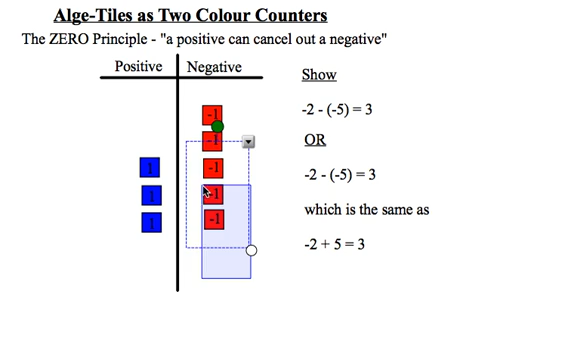 Alge-Tiles as Two Colour Counters
The ZERO Principle - "a positive can cancel out a negative"
Positive Negative
Show
-2 - (-5) = 3
OR
-2 - (-5) = 3
which is the same as
-2 + 5 = 3
-1
-1
-1
-1
-1
1
1
1